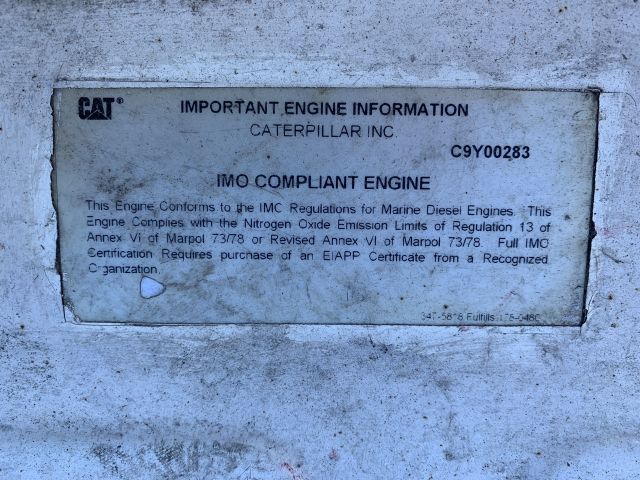 CAT®
IMPORTANT ENGINE INFORMATION
CATERPILLAR INC
C9Y00283
IMO COMPLIANT ENGINE
This Engine Conforms to the IMC Regulations for Marine Diesel Engines. This
Engine Complies with the Nitrogen Oxide Emission Limits of Regulation 13 of
Annex VI of Marpol 73/78 or Revised Annex VI of Marpol 73/78. Full IMO
Certification Requires purchase of an EIAPP Certificate from a Recognized
Organization.
Fulfills